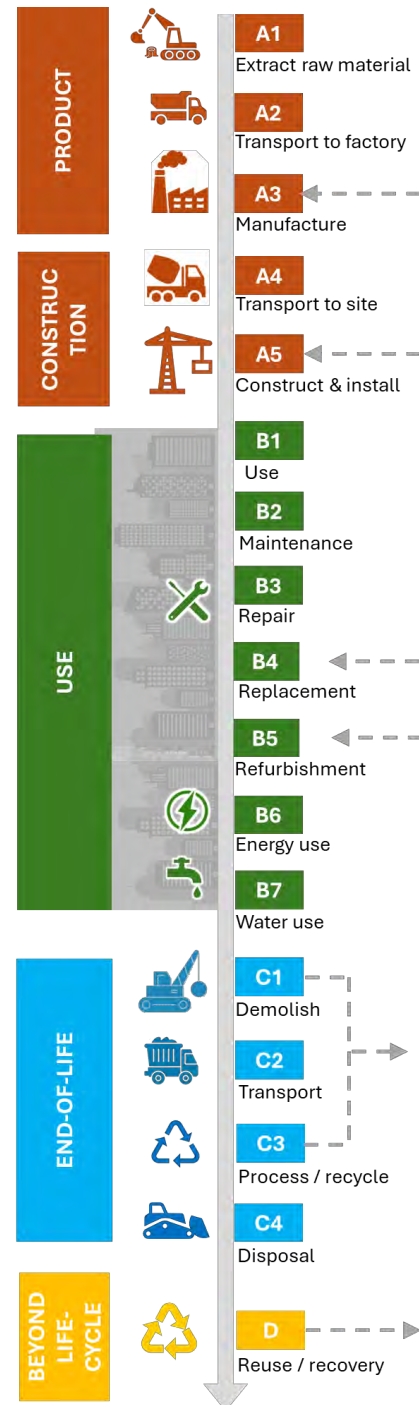 PRODUCT
A1
Extract raw material
A2
Transport to factory
A3
Manufacture
CONSTRUC
TION
A4
Transport to site
A5
Construct & install
USE
B1
Use
B2
Maintenance
B3
Repair
B4
Replacement
B5
Refurbishment
B6
Energy use
B7
Water use
END-OF-LIFE
C1
Demolish
C2
Transport
C3
Process / recycle
C4
Disposal
BEYOND
LIFE-
CYCLE
D
Reuse / recovery